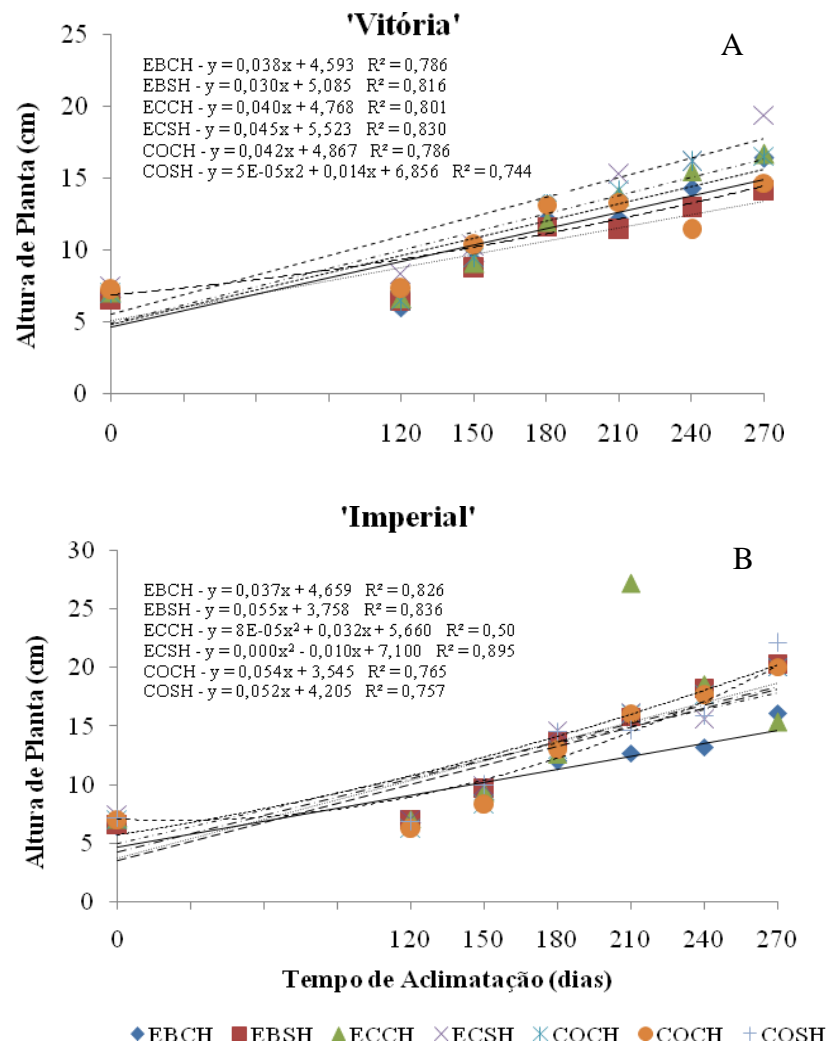 'Vitória'
A
25
20
15
10
5
0
Altura de Planta (cm)
EBCH - y = 0,038x + 4,593 R² = 0,786
EBSH - y = 0,030x + 5,085 R² = 0,816
ECCH - y = 0,040x + 4,768 R² = 0,801
ECSH - y = 0,045x + 5,523 R² = 0,830
COCH - y = 0,042x + 4,867 R² = 0,786
COSH - y = 5E-05x2 + 0,014x + 6,856 R² = 0,744
0 120 150 180 210 240 270
'Imperial'
B
30
25
20
15
10
5
0
Altura de Planta (cm)
EBCH - y = 0,037x + 4,659 R² = 0,826
EBSH - y = 0,055x + 3,758 R² = 0,836
ECCH - y = 8E-05x² + 0,032x + 5,660 R² = 0,50
ECSH - y = 0,000x² - 0,010x + 7,100 R² = 0,895
COCH - y = 0,054x + 3,545 R² = 0,765
COSH - y = 0,052x + 4,205 R² = 0,757
0 120 150 180 210 240 270
Tempo de Aclimatação (dias)
EBCH EBSH ECCH ECSH COCH COCH COSH